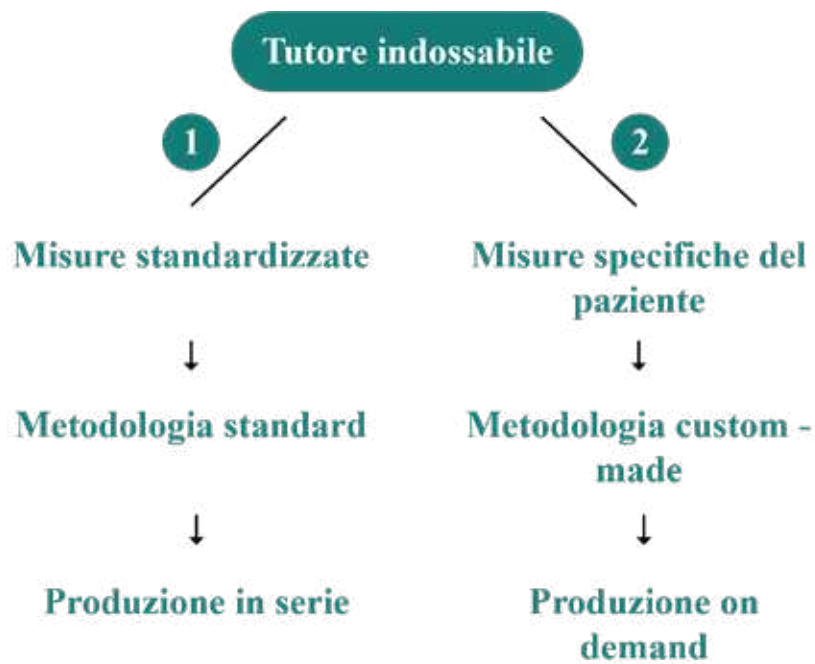 Tutore indossabile
1
2
Misure standardizzate
Misure specifiche del
paziente
↓
↓
Metodologia standard
Metodologia custom -
made
↓
↓
Produzione in serie
Produzione on
demand